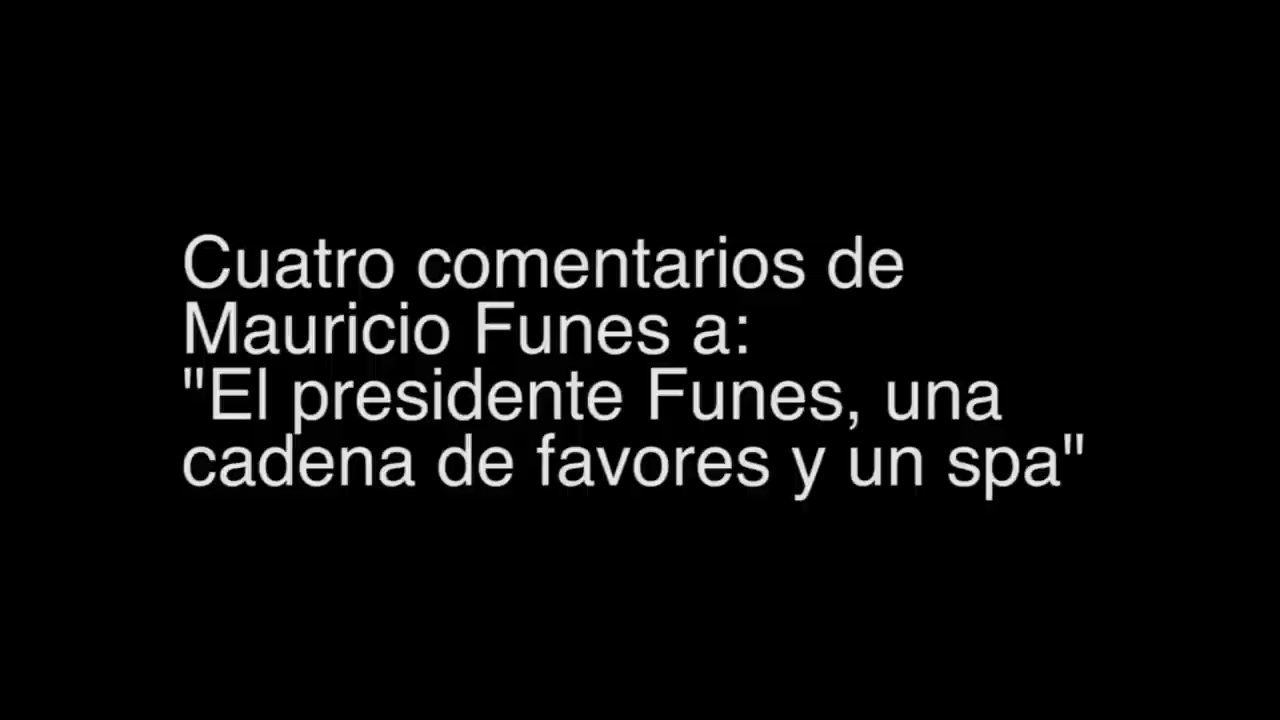 Cuatro comentarios de
Mauricio Funes a:
"El presidente Funes, una
cadena de favores y un spa"